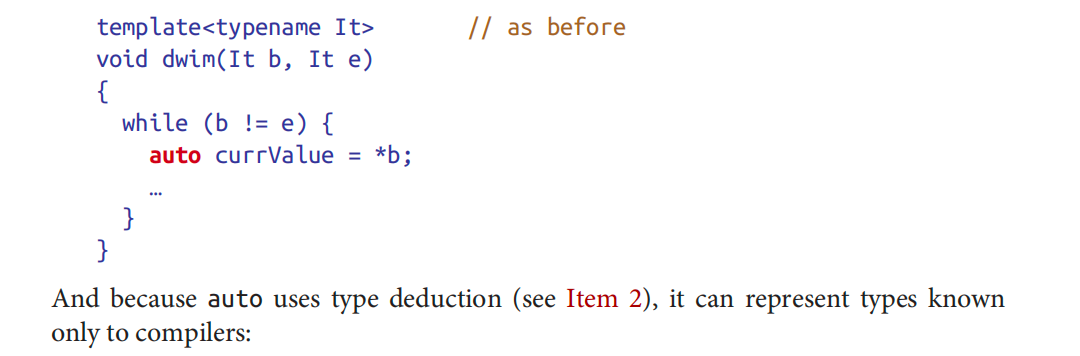 template<typename It>        // as before
void dwim(It b, It e)
{
  while (b != e) {
    auto currValue = *b;
    …
  }
}
And because auto uses type deduction (see Item 2), it can represent types known
only to compilers: